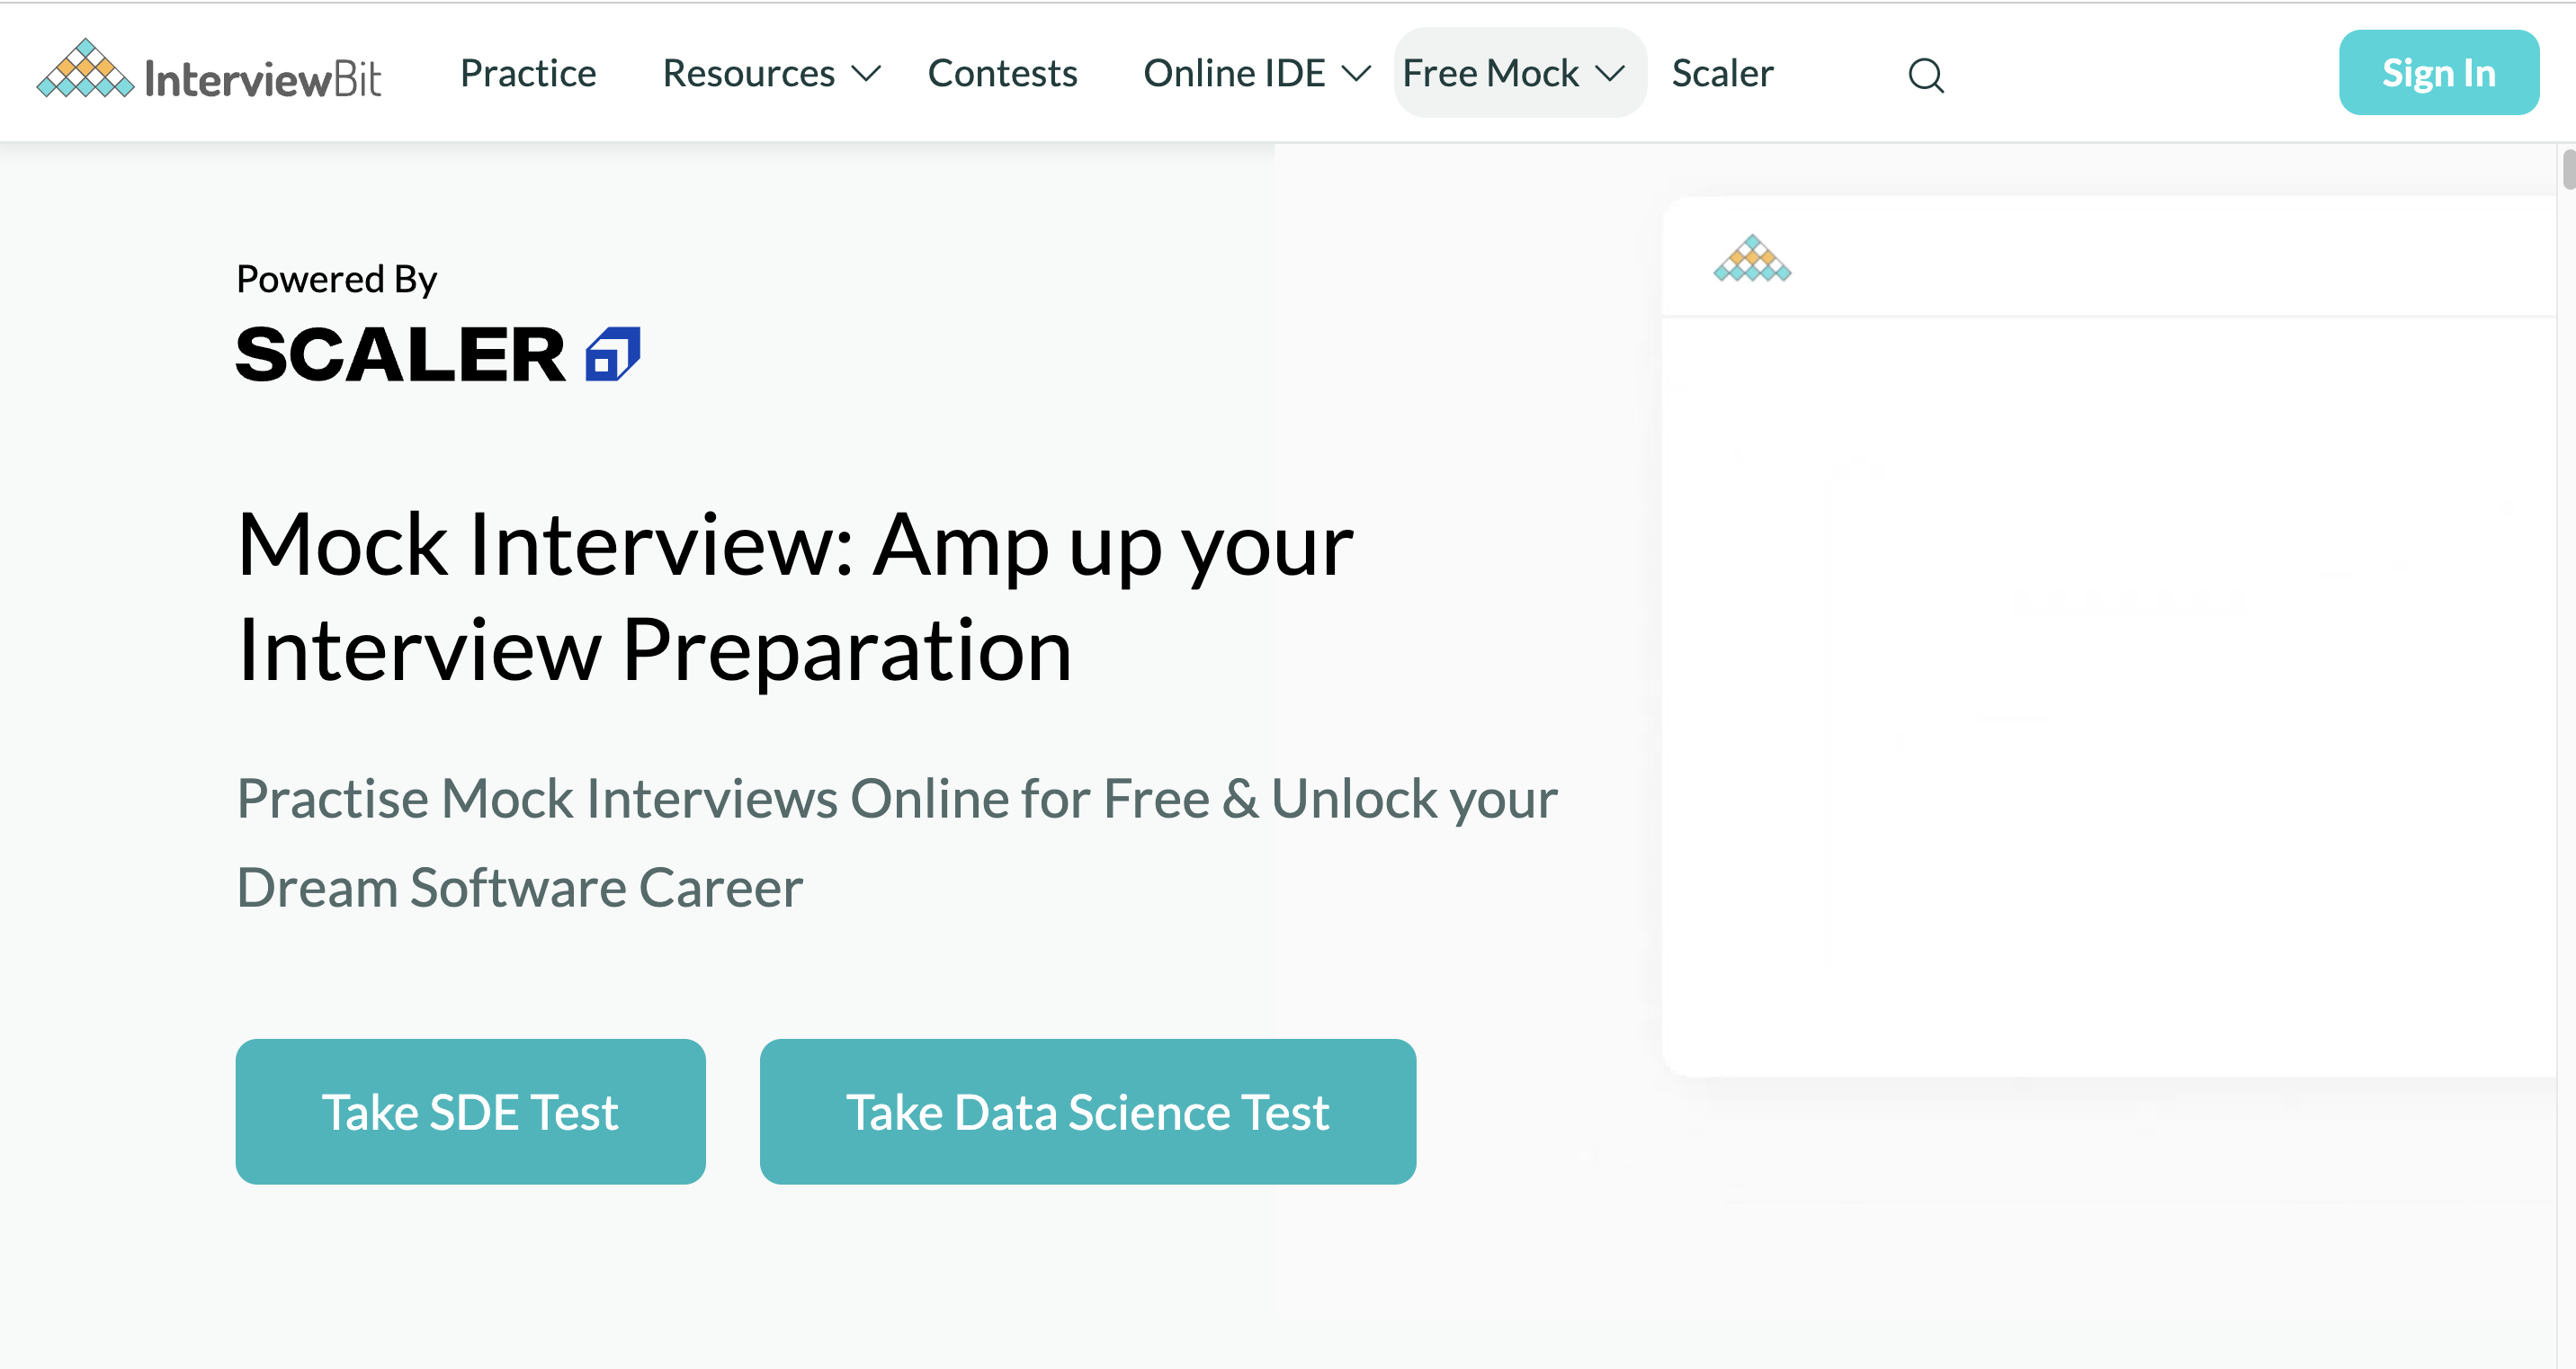 InterviewBit Practice Resources Contests Online IDE Free Mock Scaler Sign In
Powered By
SCALER
Mock Interview: Amp up your
Interview Preparation
Practise Mock Interviews Online for Free & Unlock your
Dream Software Career
Take SDE Test Take Data Science Test